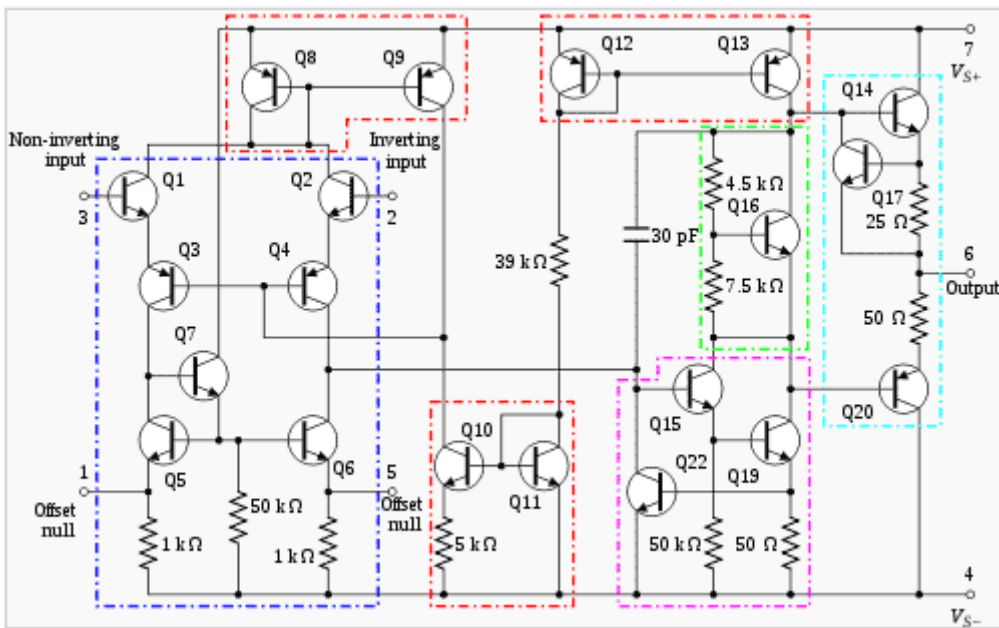 Q8
Q9
Q12
Q13
7
V_S+
Q14
Non-inverting
input
Inverting
input
Q1
Q2
3
2
4.5 kΩ
Q16
Q17
25 Ω
Q3
Q4
39 kΩ
30 pF
7.5 kΩ
6
Output
50 Ω
Q7
Q15
Q20
Q10
Q22
Q19
1
Q5
Q6
5
Q11
Offset
null
50 kΩ
Offset
null
1 kΩ
1 kΩ
5 kΩ
50 kΩ
50 Ω
4
V_S−